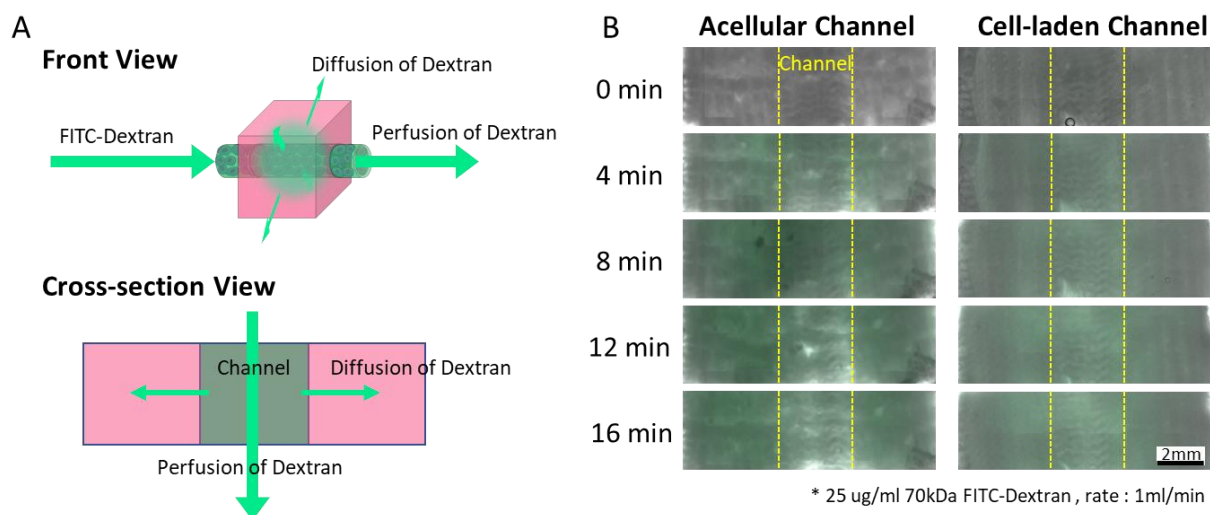 A
Front View
Diffusion of Dextran
FITC-Dextran
Perfusion of Dextran
Cross-section View
Channel
Diffusion of Dextran
Perfusion of Dextran
B
Acellular Channel
Cell-laden Channel
Channel
0 min
4 min
8 min
12 min
16 min
2mm
* 25 ug/ml 70kDa FITC-Dextran , rate : 1ml/min